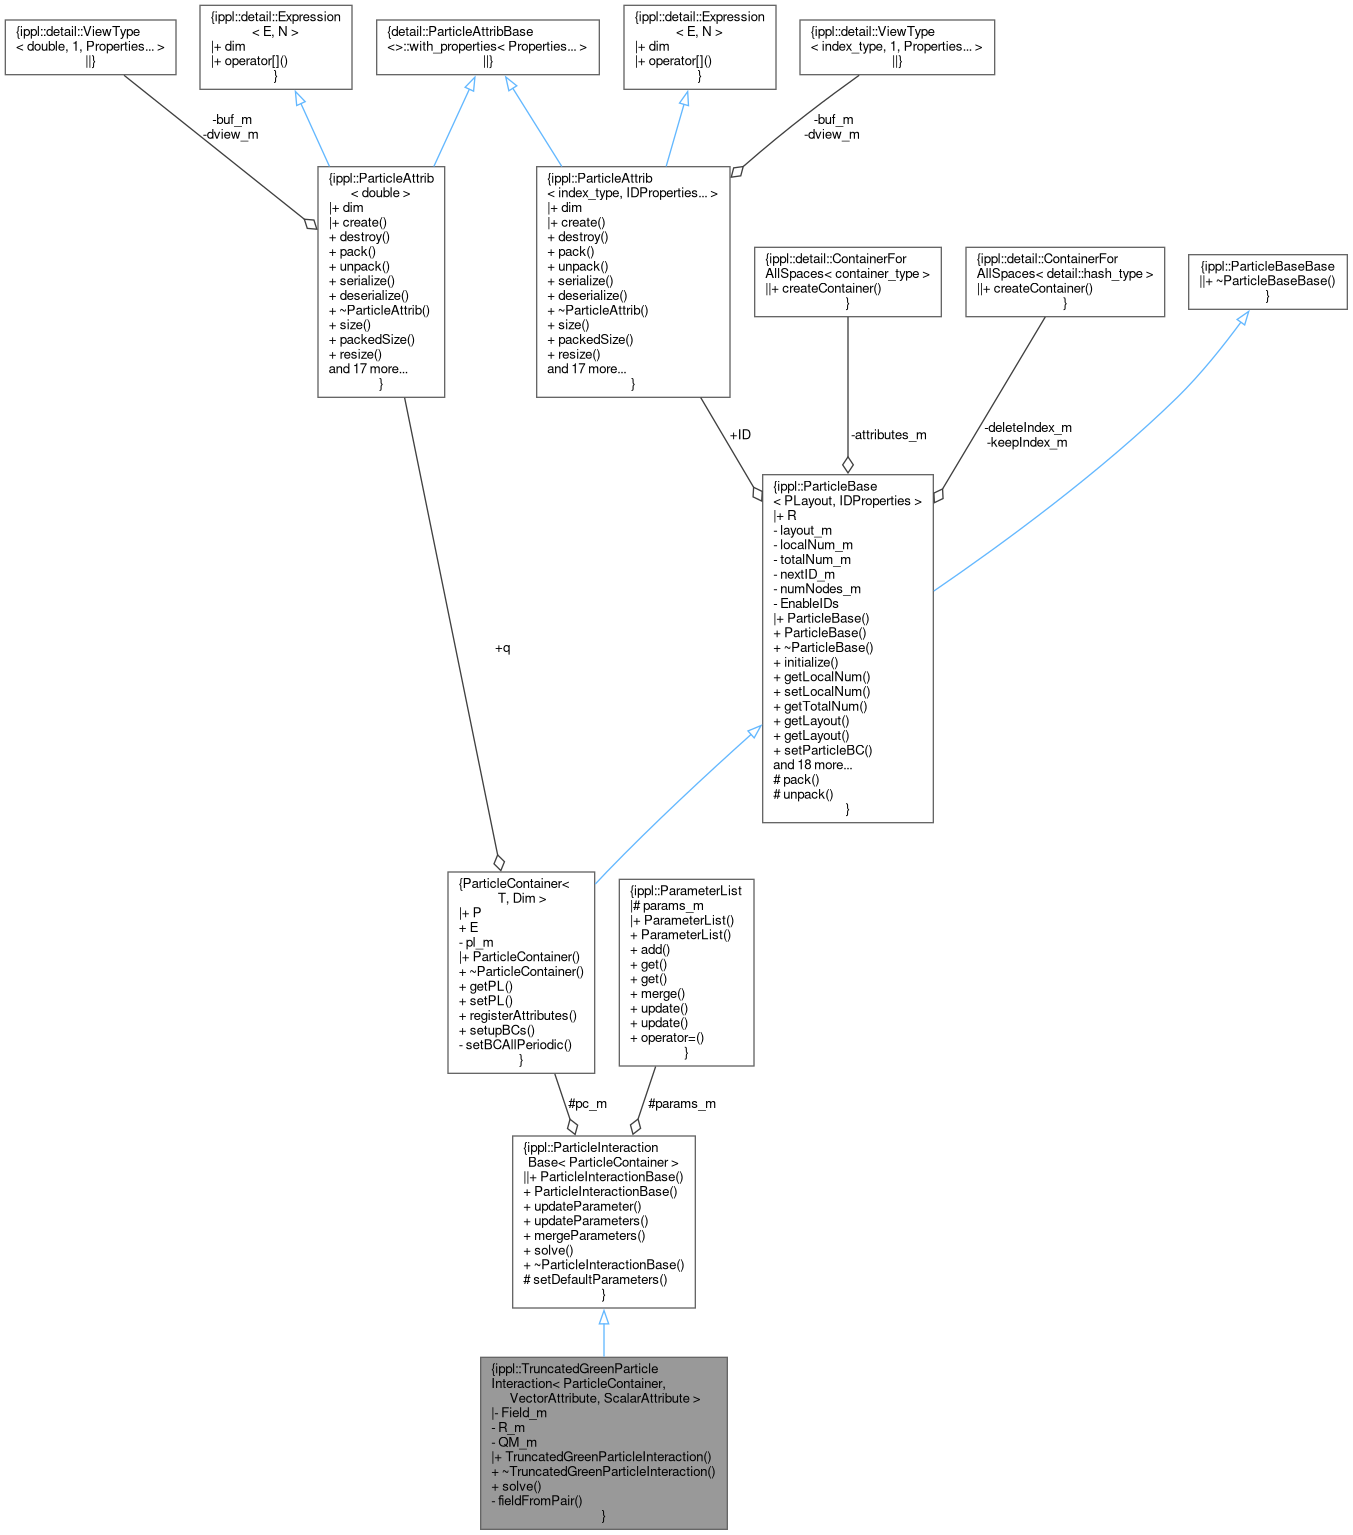 {ippl::detail::ViewType
< double, 1, Properties... >
||}
{ippl::detail::Expression
< E, N >
|+ dim
|+ operator[]()
}
{detail::ParticleAttribBase
<>::with_properties< Properties... >
||}
{ippl::detail::Expression
< E, N >
|+ dim
|+ operator[]()
}
{ippl::detail::ViewType
< index_type, 1, Properties... >
||}
-buf_m
-dview_m
-buf_m
-dview_m
{ippl::ParticleAttrib
< double >
|+ dim
|+ create()
+ destroy()
+ pack()
+ unpack()
+ serialize()
+ deserialize()
+ ~ParticleAttrib()
+ size()
+ packedSize()
+ resize()
and 17 more...
}
{ippl::ParticleAttrib
< index_type, IDProperties... >
|+ dim
|+ create()
+ destroy()
+ pack()
+ unpack()
+ serialize()
+ deserialize()
+ ~ParticleAttrib()
+ size()
+ packedSize()
+ resize()
and 17 more...
}
{ippl::detail::ContainerFor
AllSpaces< container_type >
||+ createContainer()
}
{ippl::detail::ContainerFor
AllSpaces< detail::hash_type >
||+ createContainer()
}
{ippl::ParticleBaseBase
||+ ~ParticleBaseBase()
}
+ID
-attributes_m
-deleteIndex_m
-keepIndex_m
{ippl::ParticleBase
< PLayout, IDProperties >
|+ R
- layout_m
- localNum_m
- totalNum_m
- nextID_m
- numNodes_m
- EnableIDs
|+ ParticleBase()
+ ParticleBase()
+ ~ParticleBase()
+ initialize()
+ getLocalNum()
+ setLocalNum()
+ getTotalNum()
+ getLayout()
+ getLayout()
+ setParticleBC()
and 18 more...
# pack()
# unpack()
}
+q
{ParticleContainer<
T, Dim >
|+ P
+ E
- pl_m
|+ ParticleContainer()
+ ~ParticleContainer()
+ getPL()
+ setPL()
+ registerAttributes()
+ setupBCs()
- setBCAllPeriodic()
}
{ippl::ParameterList
|# params_m
|+ ParameterList()
+ ParameterList()
+ add()
+ get()
+ get()
+ merge()
+ update()
+ update()
+ operator=()
}
#pc_m
#params_m
{ippl::ParticleInteraction
Base< ParticleContainer >
||+ ParticleInteractionBase()
+ ParticleInteractionBase()
+ updateParameter()
+ updateParameters()
+ mergeParameters()
+ solve()
+ ~ParticleInteractionBase()
# setDefaultParameters()
}
{ippl::TruncatedGreenParticle
Interaction< ParticleContainer,
VectorAttribute, ScalarAttribute >
|- Field_m
- R_m
- QM_m
|+ TruncatedGreenParticleInteraction()
+ ~TruncatedGreenParticleInteraction()
+ solve()
- fieldFromPair()
}